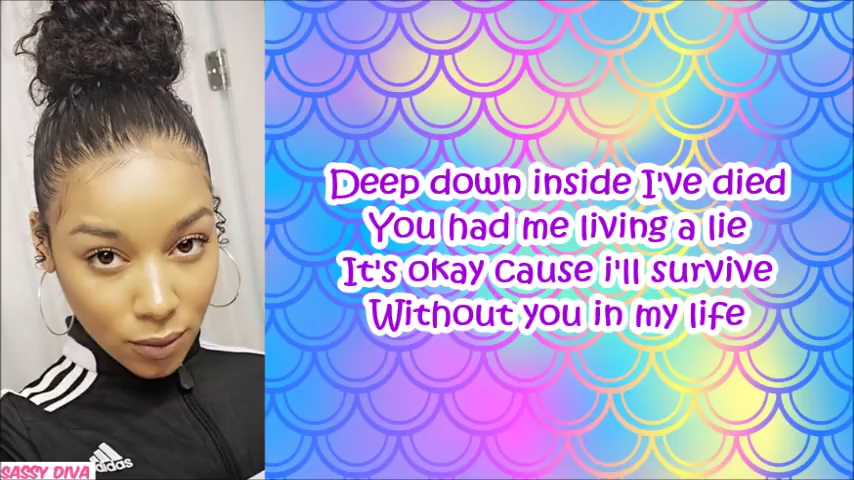 Deep down inside I've died
You had me living a lie
It's okay cause i'll survive
Without you in my life
adidas
SASSY DIVA